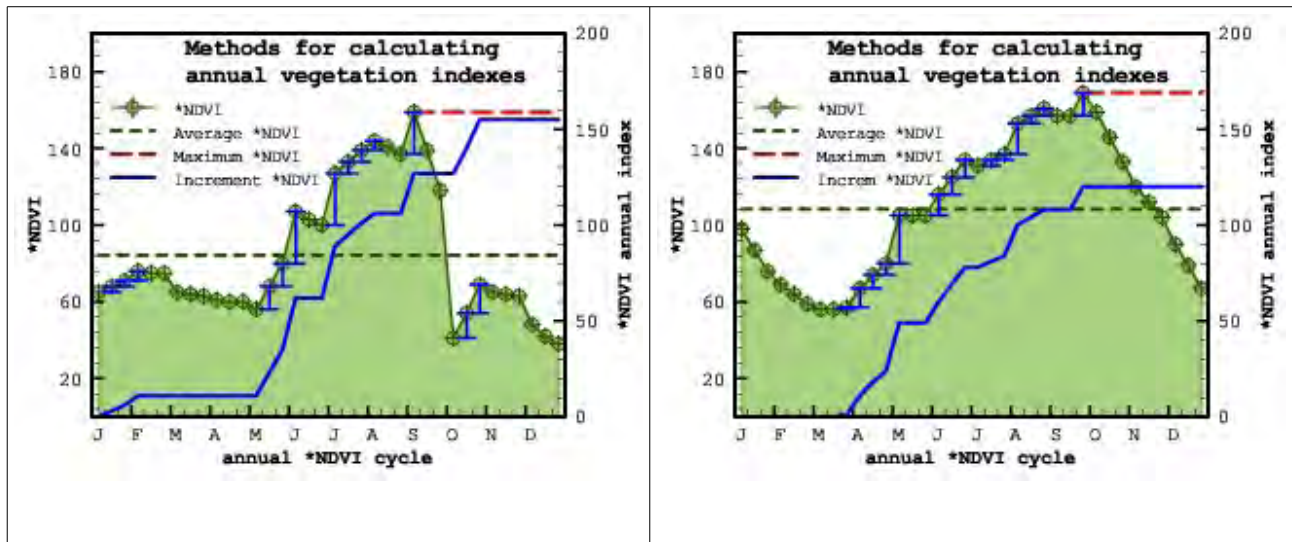 Methods for calculating
annual vegetation indexes
*NDVI
Average *NDVI
Maximum *NDVI
Increment *NDVI
*NDVI
180
140
100
60
20
200
150
100
50
0
*NDVI annual index
J F M A M J J A S O N D
annual *NDVI cycle
Methods for calculating
annual vegetation indexes
*NDVI
Average *NDVI
Maximum *NDVI
Increm *NDVI
*NDVI
180
140
100
60
20
200
150
100
50
0
*NDVI annual index
J F M A M J J A S O N D
annual *NDVI cycle